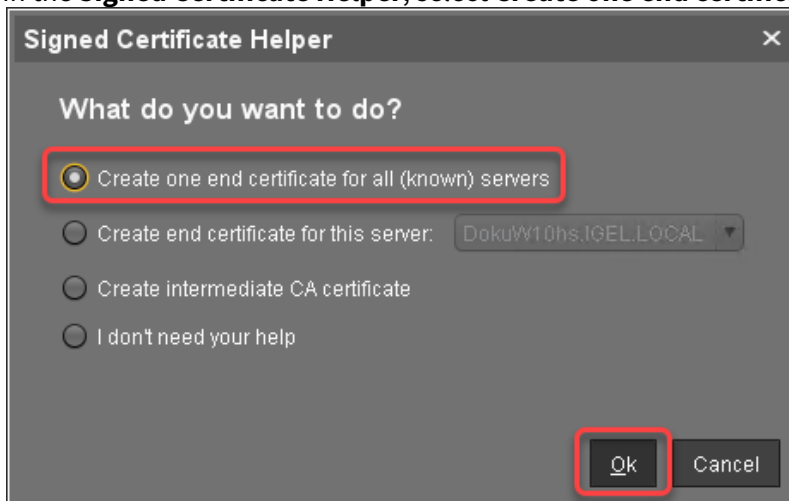 Signed Certificate Helper
What do you want to do?
Create one end certificate for all (known) servers
Create end certificate for this server: DokuW10hs.IGEL.LOCAL
Create intermediate CA certificate
I don't need your help
Ok Cancel